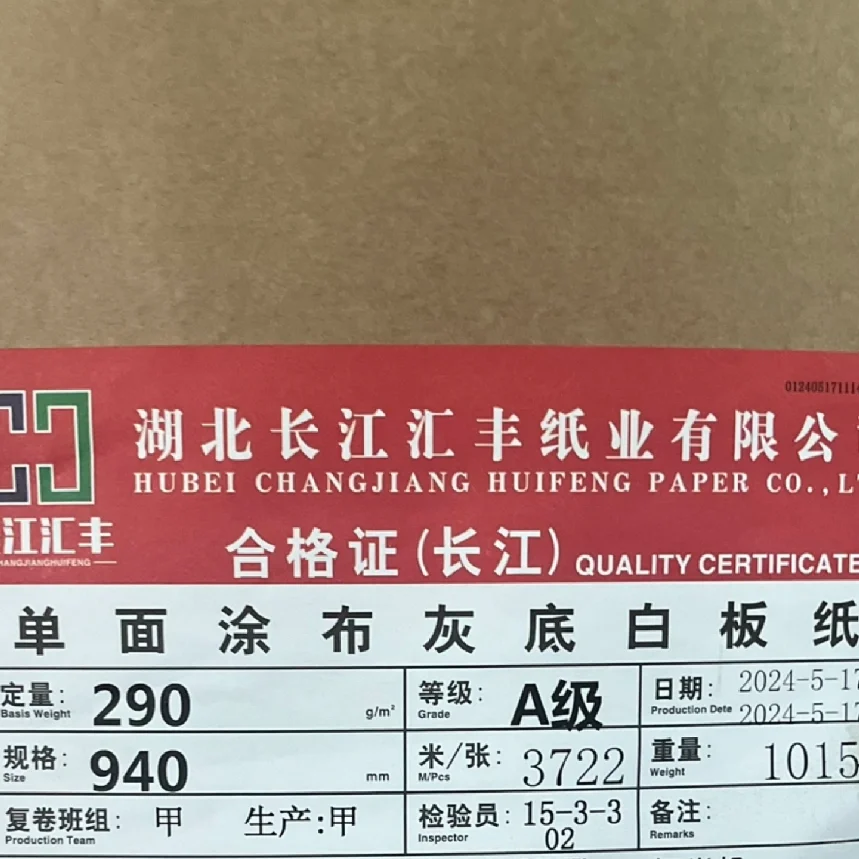 0124051711
湖北长江汇丰纸业有限公
HUBEI CHANGJIANG HUIFENG PAPER CO.,L
江汇丰
HANGJIANGHUIFENG
合格证(长江) QUALITY CERTIFICATE
单面涂布灰底白板纸
定量: 290 g/m² 等级: A级 日期: 2024-5-17
Basis Weight Grade Production Date 2024-5-17
规格: 940 mm 米/张: 3722 重量: 1015
Size M/Pcs Weight
复卷班组: 甲 生产:甲 检验员: 15-3-3 备注:
Production Team Inspector 02 Remarks